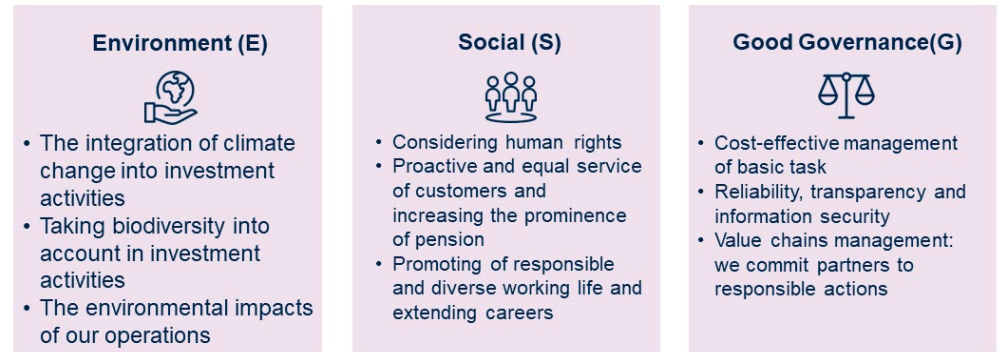 Environment (E)
• The integration of climate
change into investment
activities
• Taking biodiversity into
account in investment
activities
• The environmental impacts
of our operations
Social (S)
• Considering human rights
• Proactive and equal service
of customers and
increasing the prominence
of pension
• Promoting of responsible
and diverse working life and
extending careers
Good Governance(G)
• Cost-effective management
of basic task
• Reliability, transparency and
information security
• Value chains management:
we commit partners to
responsible actions